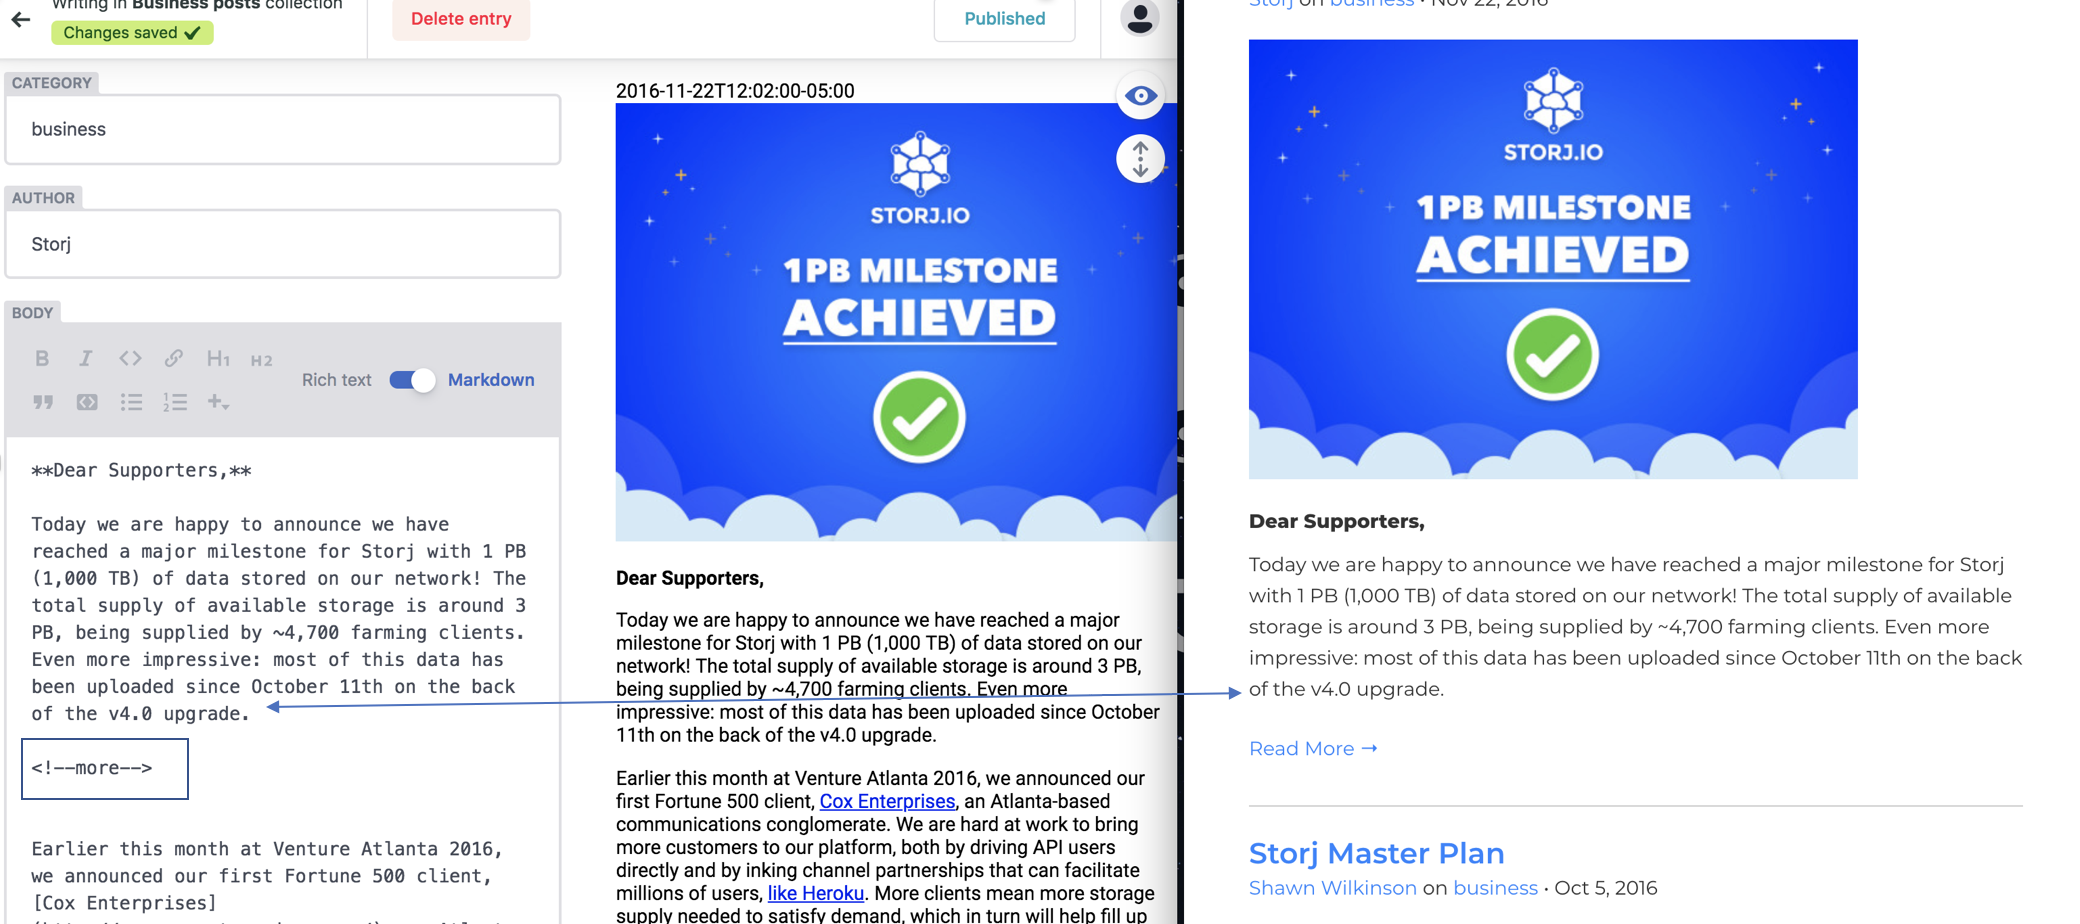 Writing in Business posts collection
Changes saved
Delete entry
Published
CATEGORY
business
AUTHOR
Storj
BODY
B I <> H1 H2
Rich text
Markdown
**Dear Supporters,**
Today we are happy to announce we have
reached a major milestone for Storj with 1 PB
(1,000 TB) of data stored on our network! The
total supply of available storage is around 3
PB, being supplied by ~4,700 farming clients.
Even more impressive: most of this data has
been uploaded since October 11th on the back
of the v4.0 upgrade.
<!--more-->
Earlier this month at Venture Atlanta 2016,
we announced our first Fortune 500 client,
[Cox Enterprises]
2016-11-22T12:02:00-05:00
STORJ.IO
1PB MILESTONE
ACHIEVED
Dear Supporters,
Today we are happy to announce we have reached a major
milestone for Storj with 1 PB (1,000 TB) of data stored on our
network! The total supply of available storage is around 3 PB,
being supplied by ~4,700 farming clients. Even more
impressive: most of this data has been uploaded since October
11th on the back of the v4.0 upgrade.
Earlier this month at Venture Atlanta 2016, we announced our
first Fortune 500 client, Cox Enterprises, an Atlanta-based
communications conglomerate. We are hard at work to bring
more customers to our platform, both by driving API users
directly and by inking channel partnerships that can facilitate
millions of users, like Heroku. More clients mean more storage
supply needed to satisfy demand, which in turn will help fill up
Storj on business • Nov 22, 2016
STORJ.IO
1PB MILESTONE
ACHIEVED
Dear Supporters,
Today we are happy to announce we have reached a major milestone for Storj
with 1 PB (1,000 TB) of data stored on our network! The total supply of available
storage is around 3 PB, being supplied by ~4,700 farming clients. Even more
impressive: most of this data has been uploaded since October 11th on the back
of the v4.0 upgrade.
Read More →
Storj Master Plan
Shawn Wilkinson on business • Oct 5, 2016